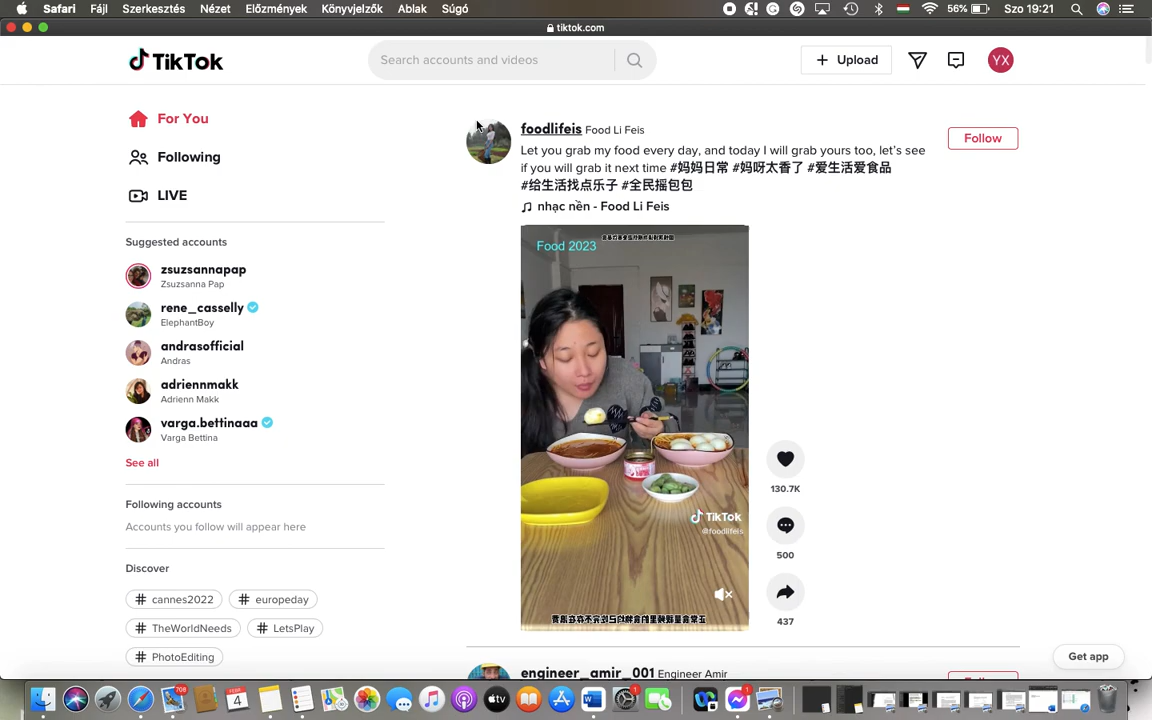 Safari Fájl Szerkesztés Nézet Előzmények Könyvjelzők Ablak Súgó 56% Szo 19:21
tiktok.com
TikTok
Search accounts and videos
Upload
YX
For You
Following
LIVE
Suggested accounts
zsuzsannapap
Zsuzsanna Pap
rene_casselly
ElephantBoy
andrasofficial
Andras
adriennmakk
Adrienn Makk
varga.bettinaaa
Varga Bettina
See all
Following accounts
Accounts you follow will appear here
Discover
# cannes2022 # europeday
# TheWorldNeeds # LetsPlay
# PhotoEditing
foodlifeis Food Li Feis
Follow
Let you grab my food every day, and today I will grab yours too, let's see
if you will grab it next time #妈妈日常 #妈呀太香了 #爱生活爱食品
#给生活找点乐子 #全民摇包包
nhạc nền - Food Li Feis
Food 2023
TikTok
@foodlifeis
130.7K
500
437
engineer_amir_001 Engineer Amir
Get app
708
FEBR
4
1
1